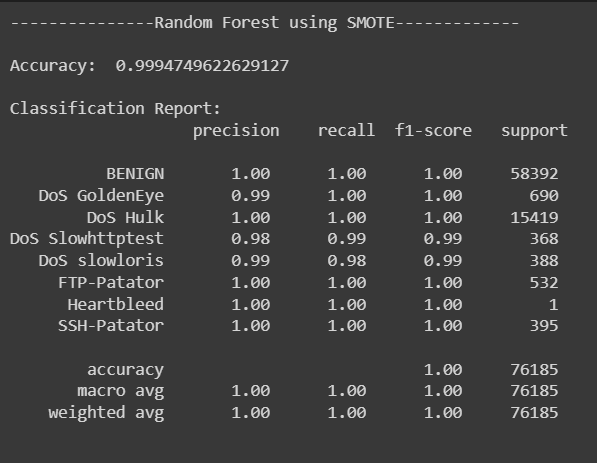 ---------------Random Forest using SMOTE-------------
Accuracy:  0.9994749622629127
Classification Report:
precision    recall  f1-score   support
BENIGN       1.00      1.00      1.00     58392
DoS GoldenEye       0.99      1.00      1.00       690
DoS Hulk       1.00      1.00      1.00     15419
DoS Slowhttptest       0.98      0.99      0.99       368
DoS slowloris       0.99      0.98      0.99       388
FTP-Patator       1.00      1.00      1.00       532
Heartbleed       1.00      1.00      1.00         1
SSH-Patator       1.00      1.00      1.00       395
accuracy                           1.00     76185
macro avg       1.00      1.00      1.00     76185
weighted avg       1.00      1.00      1.00     76185